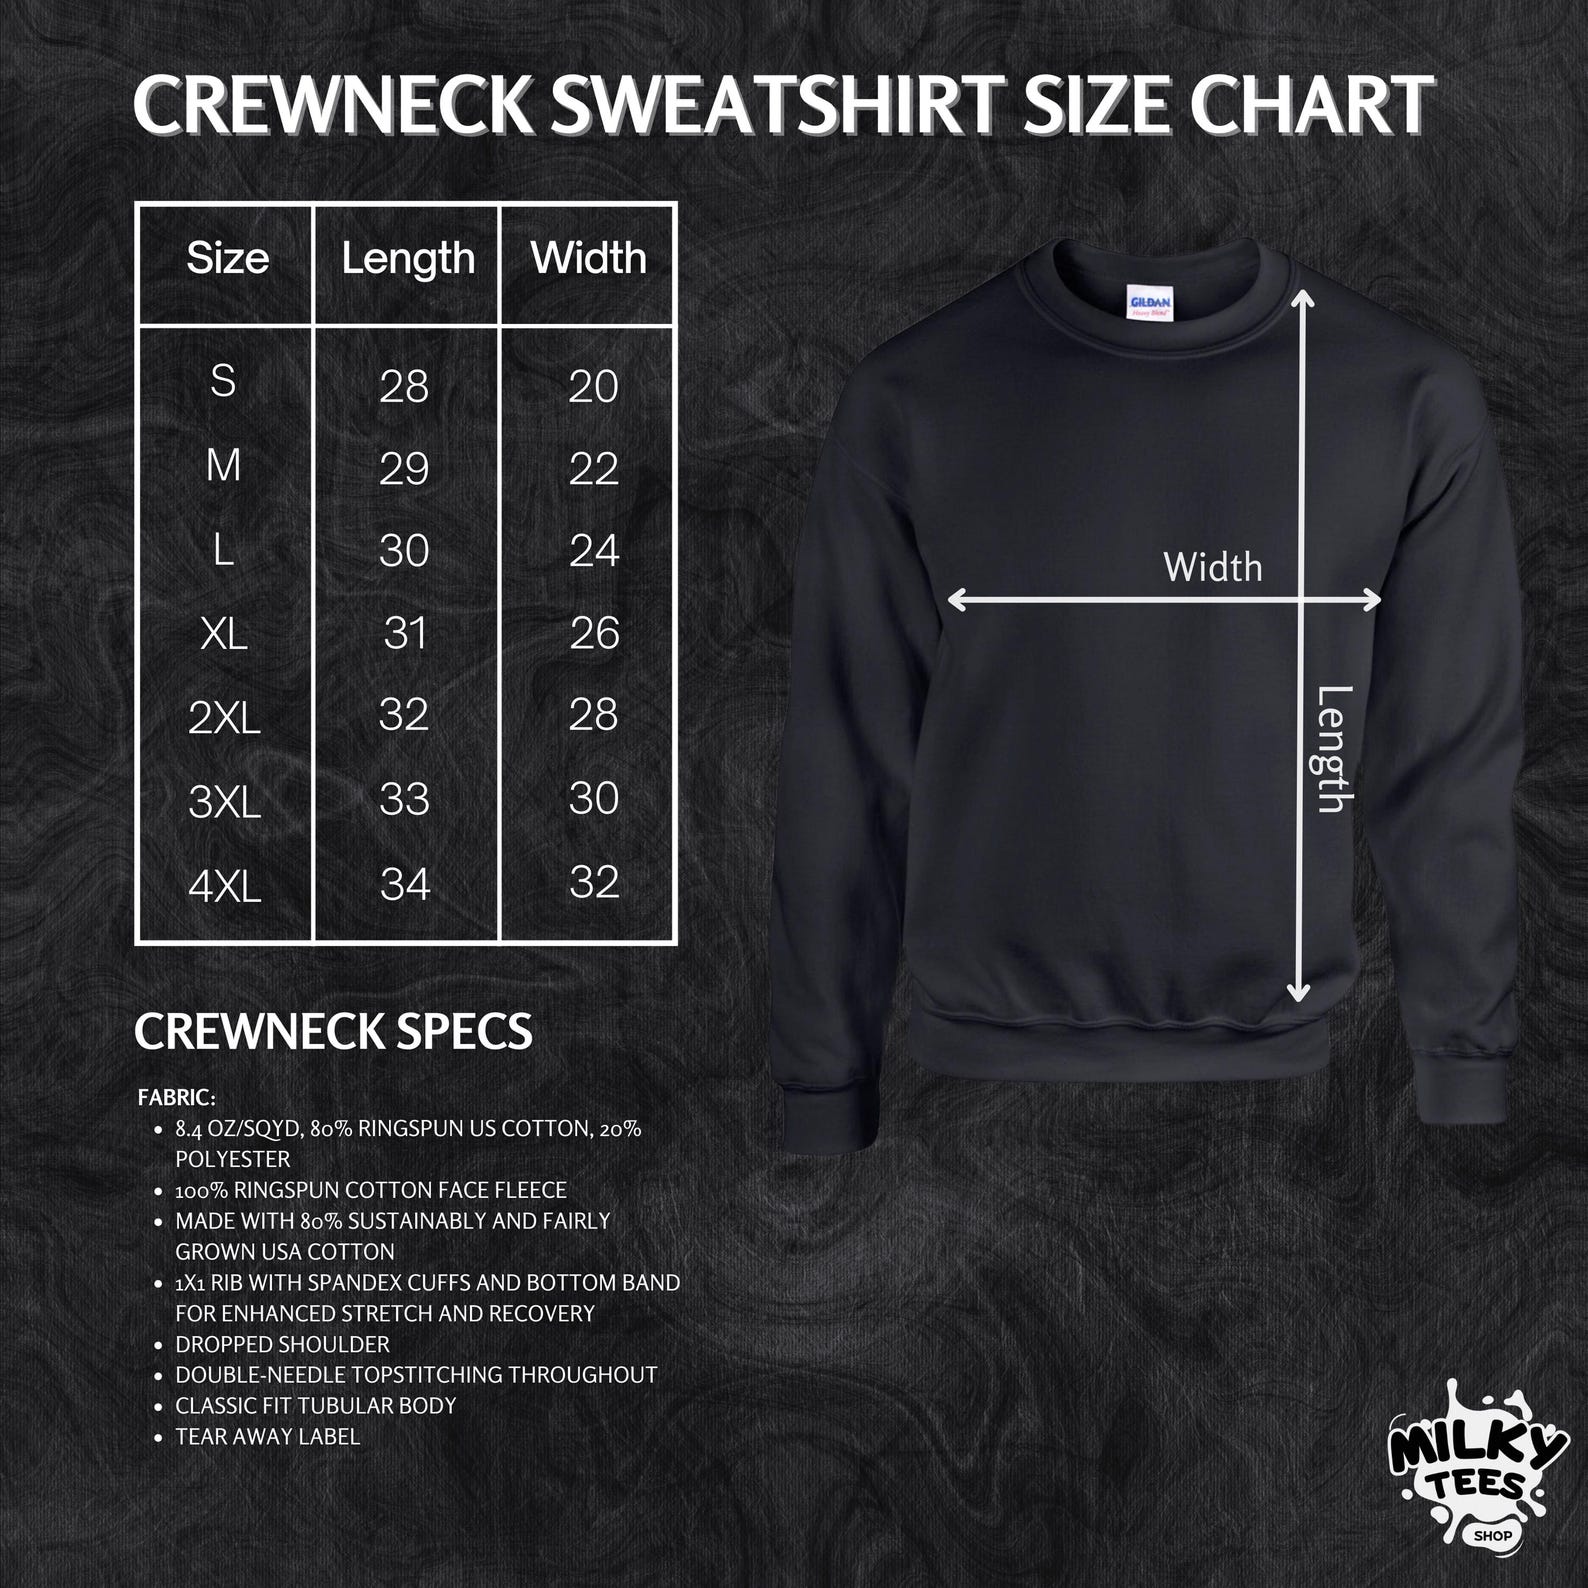 CREWNECK SWEATSHIRT SIZE CHART
Size Length Width
S 28 20
M 29 22
L 30 24
XL 31 26
2XL 32 28
3XL 33 30
4XL 34 32
GILDAN
Heavy Blend™
Width
Length
CREWNECK SPECS
FABRIC:
• 8.4 OZ/SQYD, 80% RINGSPUN US COTTON, 20%
POLYESTER
• 100% RINGSPUN COTTON FACE FLEECE
• MADE WITH 80% SUSTAINABLY AND FAIRLY
GROWN USA COTTON
• 1X1 RIB WITH SPANDEX CUFFS AND BOTTOM BAND
FOR ENHANCED STRETCH AND RECOVERY
• DROPPED SHOULDER
• DOUBLE-NEEDLE TOPSTITCHING THROUGHOUT
• CLASSIC FIT TUBULAR BODY
• TEAR AWAY LABEL
MILKY
TEES
SHOP